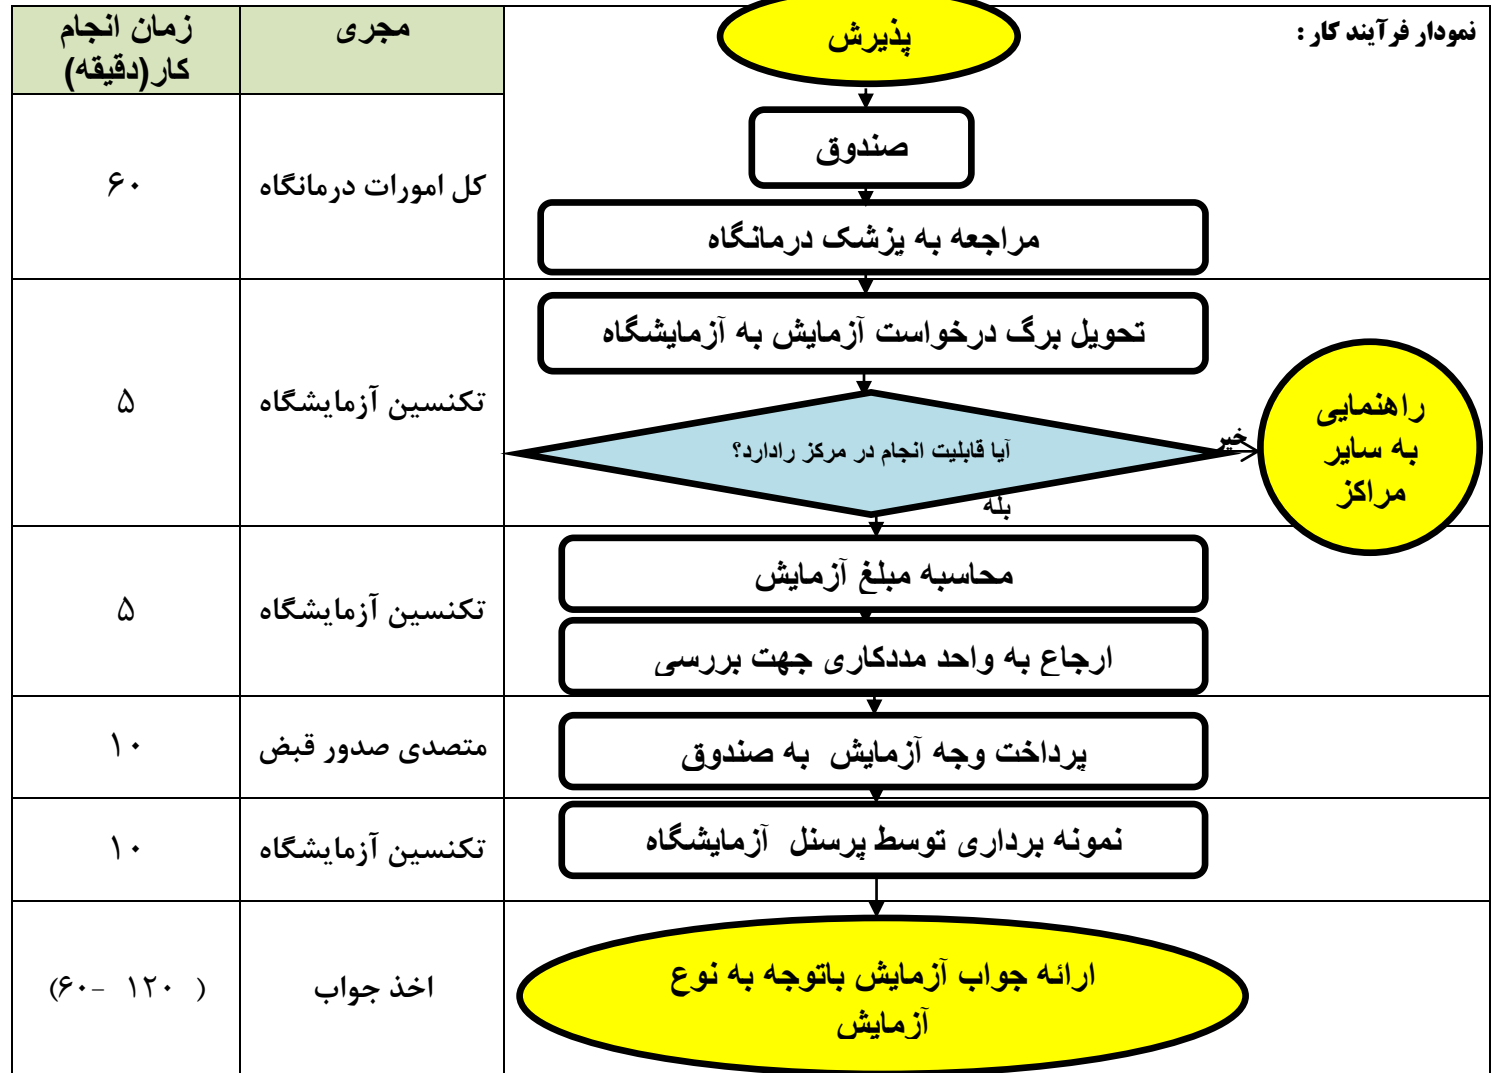 نمودار فرآیند کار :
مجری
زمان انجام
کار(دقیقه)
پذیرش
صندوق
مراجعه به پزشک درمانگاه
کل امورات درمانگاه
۶۰
تحویل برگ درخواست آزمایش به آزمایشگاه
آیا قابلیت انجام در مرکز رادارد؟
خیر
راهنمایی
به سایر
مراکز
بله
تکنسین آزمایشگاه
۵
محاسبه مبلغ آزمایش
ارجاع به واحد مددکاری جهت بررسی
تکنسین آزمایشگاه
۵
پرداخت وجه آزمایش به صندوق
متصدی صدور قبض
۱۰
نمونه برداری توسط پرسنل آزمایشگاه
تکنسین آزمایشگاه
۱۰
ارائه جواب آزمایش باتوجه به نوع
آزمایش
اخذ جواب
( ۱۲۰ -۶۰)